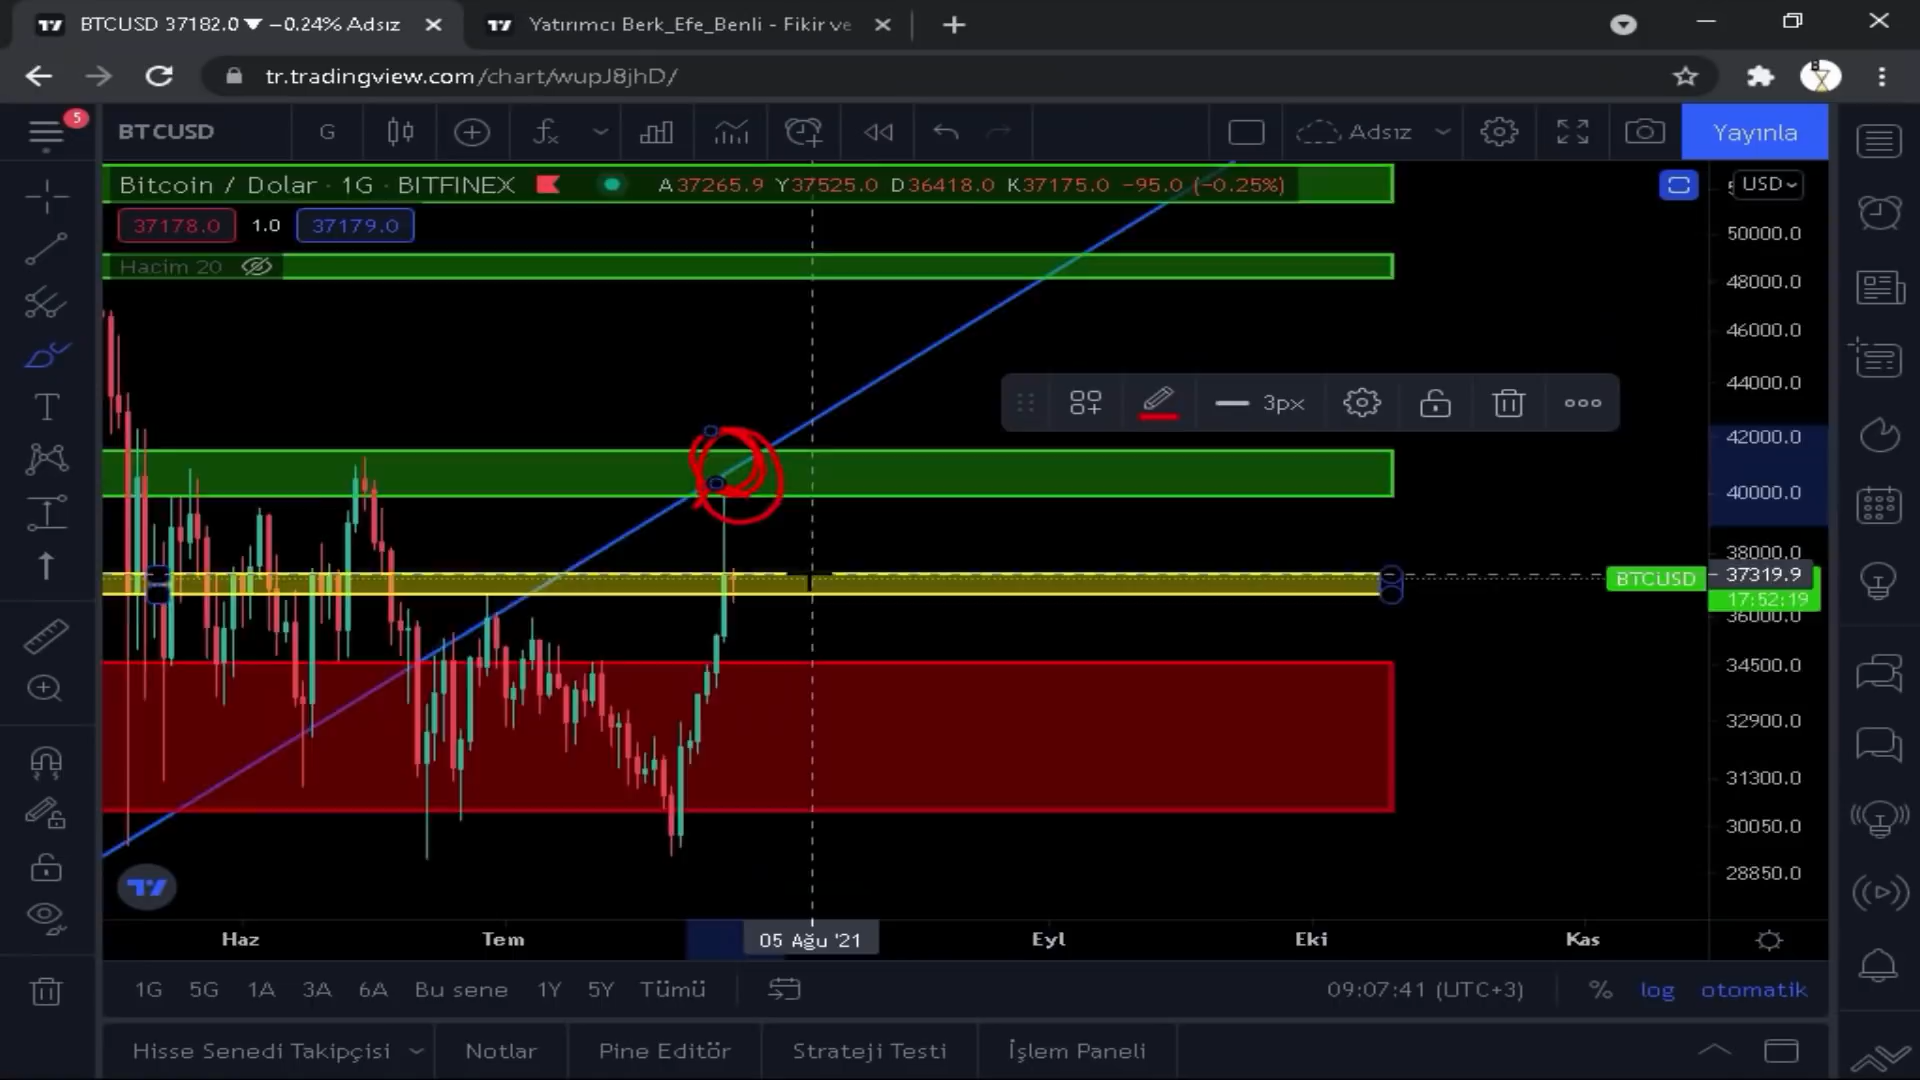 BTCUSD 37182.0 ▼ −0.24% Adsız
Yatırımcı Berk_Efe_Benli - Fikir ve
tr.tradingview.com/chart/wupJ8jhD/
5
BTCUSD
G
Adsız
Yayınla
Bitcoin / Dolar · 1G · BITFINEX
A37265.9 Y37525.0 D36418.0 K37175.0 −95.0 (−0.25%)
USD
37178.0
1.0
37179.0
50000.0
Hacim 20
48000.0
46000.0
44000.0
3px
42000.0
40000.0
38000.0
BTCUSD
37319.9
17:52:19
36000.0
34500.0
32900.0
31300.0
30050.0
28850.0
Haz
Tem
05 Ağu '21
Eyl
Eki
Kas
1G 5G 1A 3A 6A Bu sene 1Y 5Y Tümü
09:07:41 (UTC+3)
%
log
otomatik
Hisse Senedi Takipçisi
Notlar
Pine Editör
Strateji Testi
İşlem Paneli